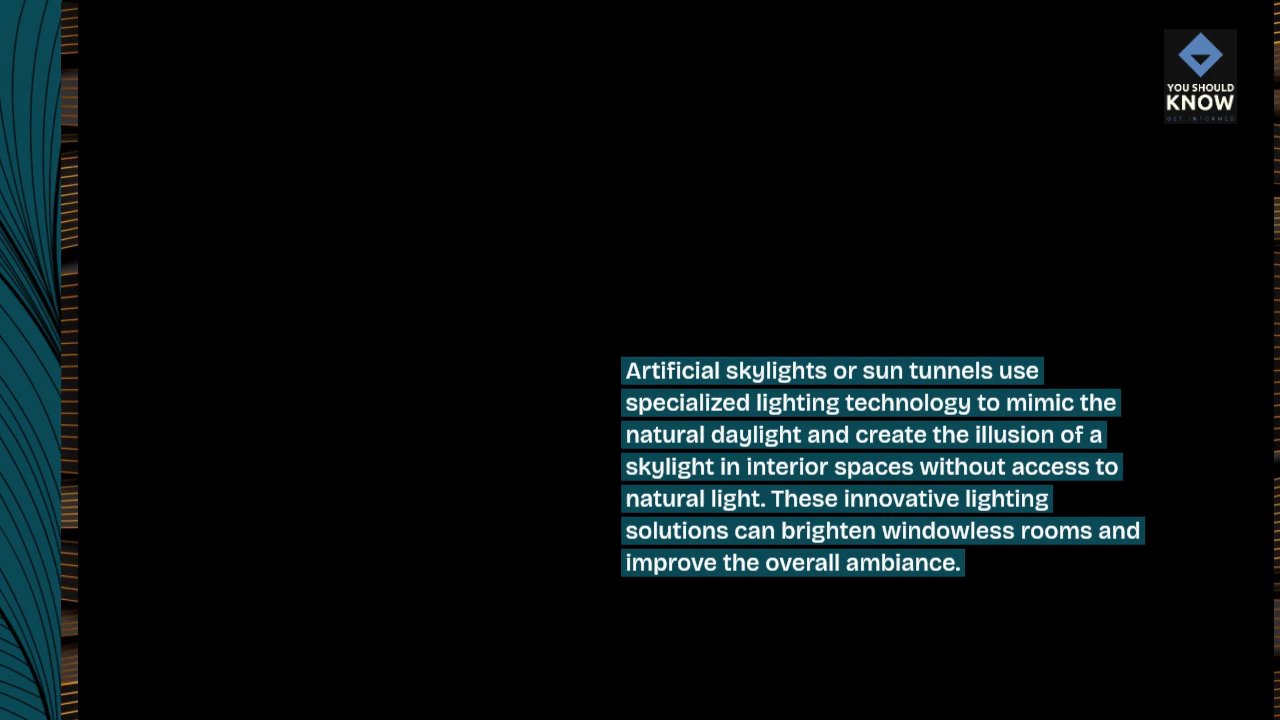 YOU SHOULD
KNOW
GET INFORMED
Artificial skylights or sun tunnels use
specialized lighting technology to mimic the
natural daylight and create the illusion of a
skylight in interior spaces without access to
natural light. These innovative lighting
solutions can brighten windowless rooms and
improve the overall ambiance.